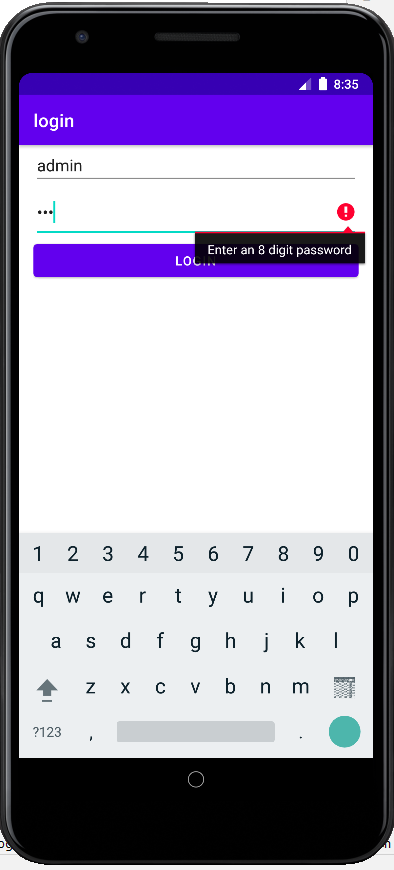 8:35
login
admin
•••
Enter an 8 digit password
1 2 3 4 5 6 7 8 9 0
q w e r t y u i o p
a s d f g h j k l
z x c v b n m
?123 , .